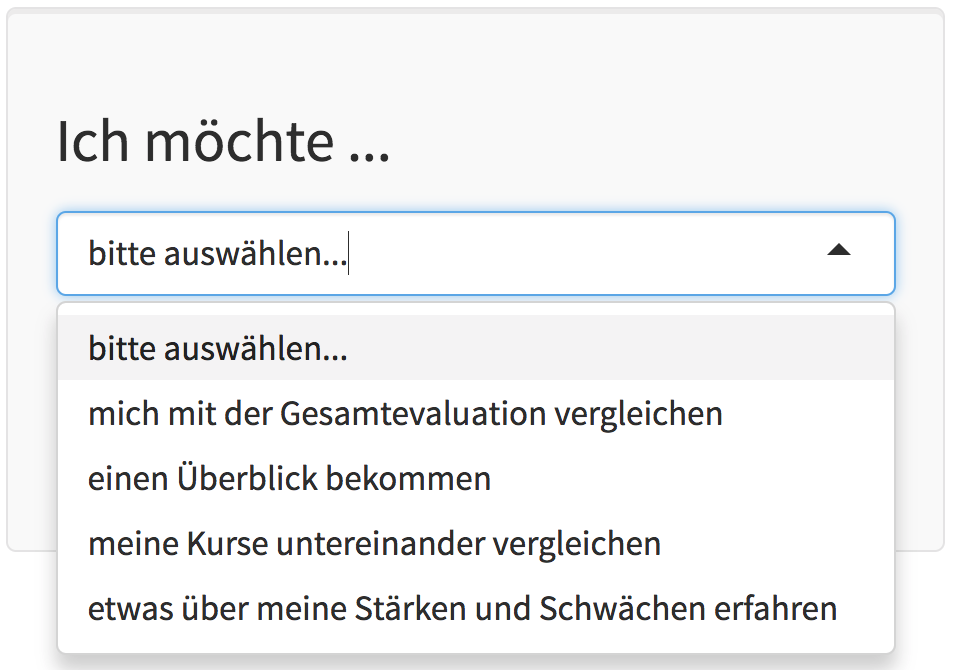 Ich möchte ...
bitte auswählen...
bitte auswählen...
mich mit der Gesamtevaluation vergleichen
einen Überblick bekommen
meine Kurse untereinander vergleichen
etwas über meine Stärken und Schwächen erfahren